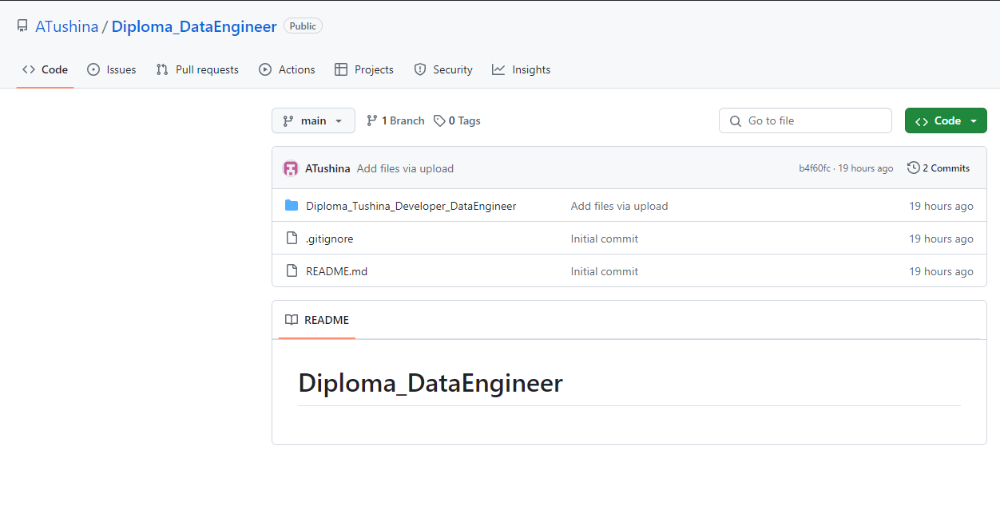 ATushina / Diploma_DataEngineer Public
Code Issues Pull requests Actions Projects Security Insights
main 1 Branch 0 Tags Go to file Code
ATushina Add files via upload b4f60fc · 19 hours ago 2 Commits
Diploma_Tushina_Developer_DataEngineer Add files via upload 19 hours ago
.gitignore Initial commit 19 hours ago
README.md Initial commit 19 hours ago
README
Diploma_DataEngineer